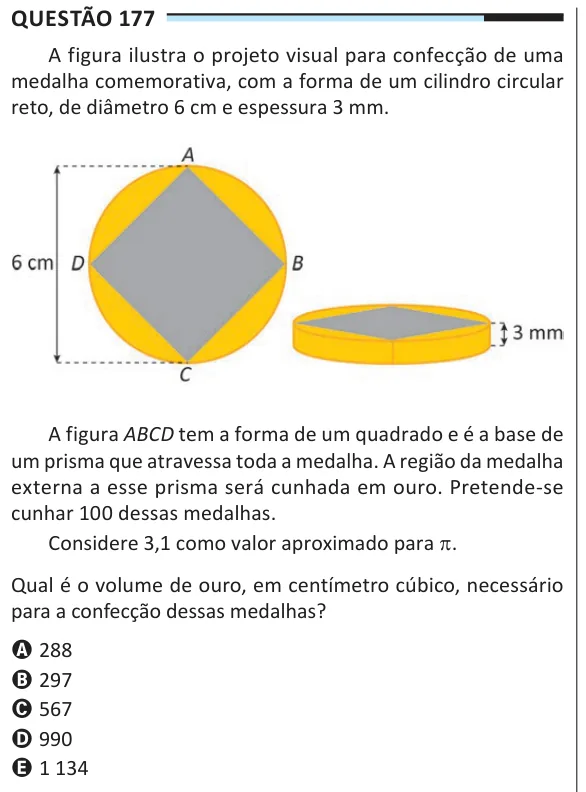 QUESTÃO 177
A figura ilustra o projeto visual para confecção de uma
medalha comemorativa, com a forma de um cilindro circular
reto, de diâmetro 6 cm e espessura 3 mm.
A
6 cm
D
B
3 mm
C
A figura ABCD tem a forma de um quadrado e é a base de
um prisma que atravessa toda a medalha. A região da medalha
externa a esse prisma será cunhada em ouro. Pretende-se
cunhar 100 dessas medalhas.
Considere 3,1 como valor aproximado para π.
Qual é o volume de ouro, em centímetro cúbico, necessário
para a confecção dessas medalhas?
A 288
B 297
C 567
D 990
E 1 134